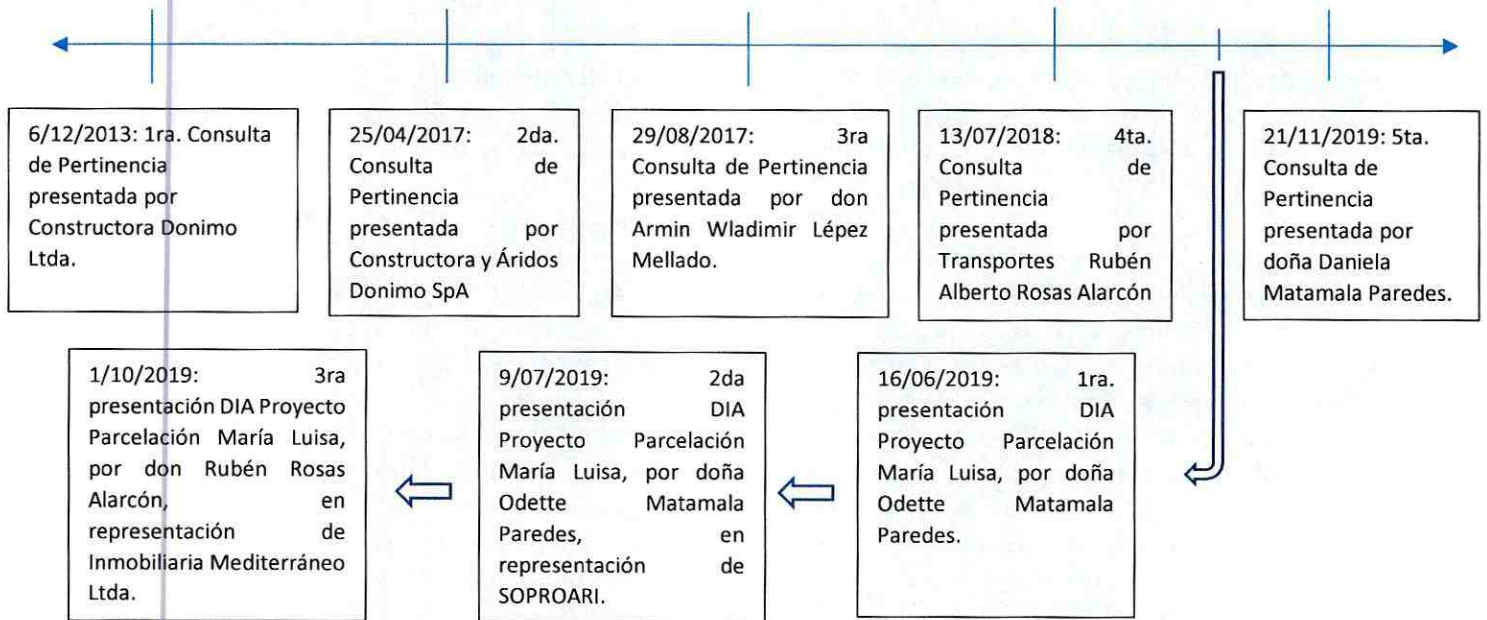 6/12/2013: 1ra. Consulta
de Pertinencia
presentada por
Constructora Donimo
Ltda.
25/04/2017: 2da.
Consulta de
Pertinencia
presentada por
Constructora y Áridos
Donimo SpA
29/08/2017: 3ra
Consulta de Pertinencia
presentada por don
Armin Wladimir Lépez
Mellado.
13/07/2018: 4ta.
Consulta de
Pertinencia
presentada por
Transportes Rubén
Alberto Rosas Alarcón
21/11/2019: 5ta.
Consulta de
Pertinencia
presentada por
doña Daniela
Matamala Paredes.
1/10/2019: 3ra
presentación DIA Proyecto
Parcelación María Luisa,
por don Rubén Rosas
Alarcón, en
representación de
Inmobiliaria Mediterráneo
Ltda.
9/07/2019: 2da
presentación DIA
Proyecto Parcelación
María Luisa, por doña
Odette Matamala
Paredes, en
representación de
SOPROARI.
16/06/2019: 1ra.
presentación DIA
Proyecto Parcelación
María Luisa, por doña
Odette Matamala
Paredes.